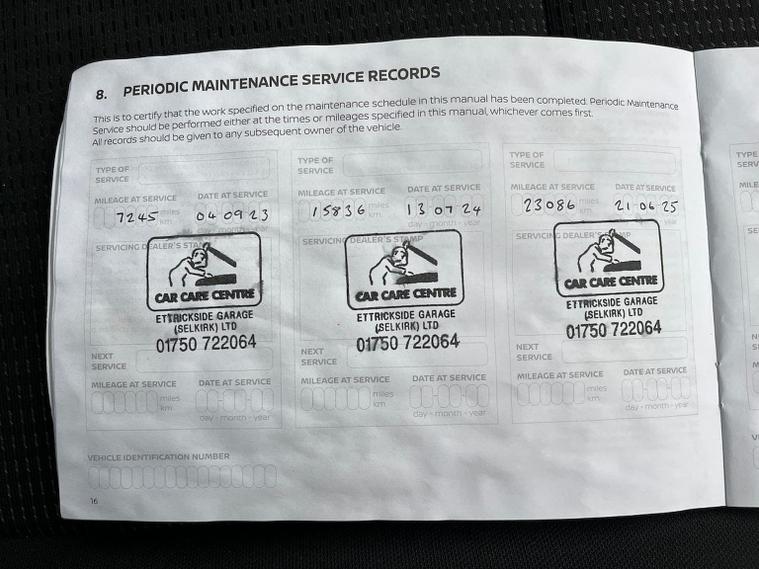 8. PERIODIC MAINTENANCE SERVICE RECORDS
This is to certify that the work specified on the maintenance schedule in this manual has been completed. Periodic Maintenance
Service should be performed either at the times or mileages specified in this manual, whichever comes first.
All records should be given to any subsequent owner of the vehicle.
TYPE OF
SERVICE
MILEAGE AT SERVICE DATE AT SERVICE
7245 miles 04 09 23
km day - month - year
SERVICING DEALER'S STAMP
CAR CARE CENTRE
ETTRICKSIDE GARAGE
(SELKIRK) LTD
01750 722064
NEXT
SERVICE
MILEAGE AT SERVICE DATE AT SERVICE
miles
km
day - month - year
TYPE OF
SERVICE
MILEAGE AT SERVICE DATE AT SERVICE
15836 miles 13 07 24
km day - month - year
SERVICING DEALER'S STAMP
CAR CARE CENTRE
ETTRICKSIDE GARAGE
(SELKIRK) LTD
01750 722064
NEXT
SERVICE
MILEAGE AT SERVICE DATE AT SERVICE
miles
km
day - month - year
TYPE OF
SERVICE
MILEAGE AT SERVICE DATE AT SERVICE
23086 miles 21-06-25
km year
SERVICING DEALER'S STAMP
CAR CARE CENTRE
ETTRICKSIDE GARAGE
(SELKIRK) LTD
01750 722064
NEXT
SERVICE
MILEAGE AT SERVICE DATE AT SERVICE
miles
km
day - month - year
VEHICLE IDENTIFICATION NUMBER
16
TYPE
SERV
MILE
SE